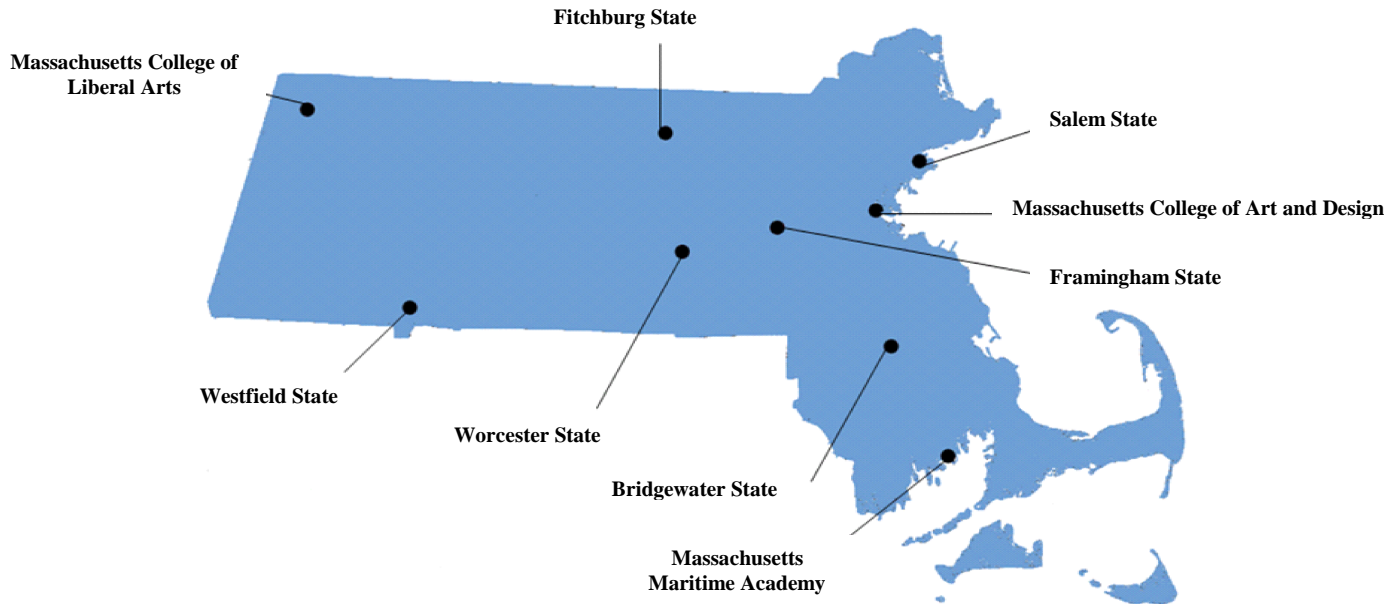 Fitchburg State
Massachusetts College of
Liberal Arts
Salem State
Massachusetts College of Art and Design
Framingham State
Westfield State
Worcester State
Bridgewater State
Massachusetts
Maritime Academy